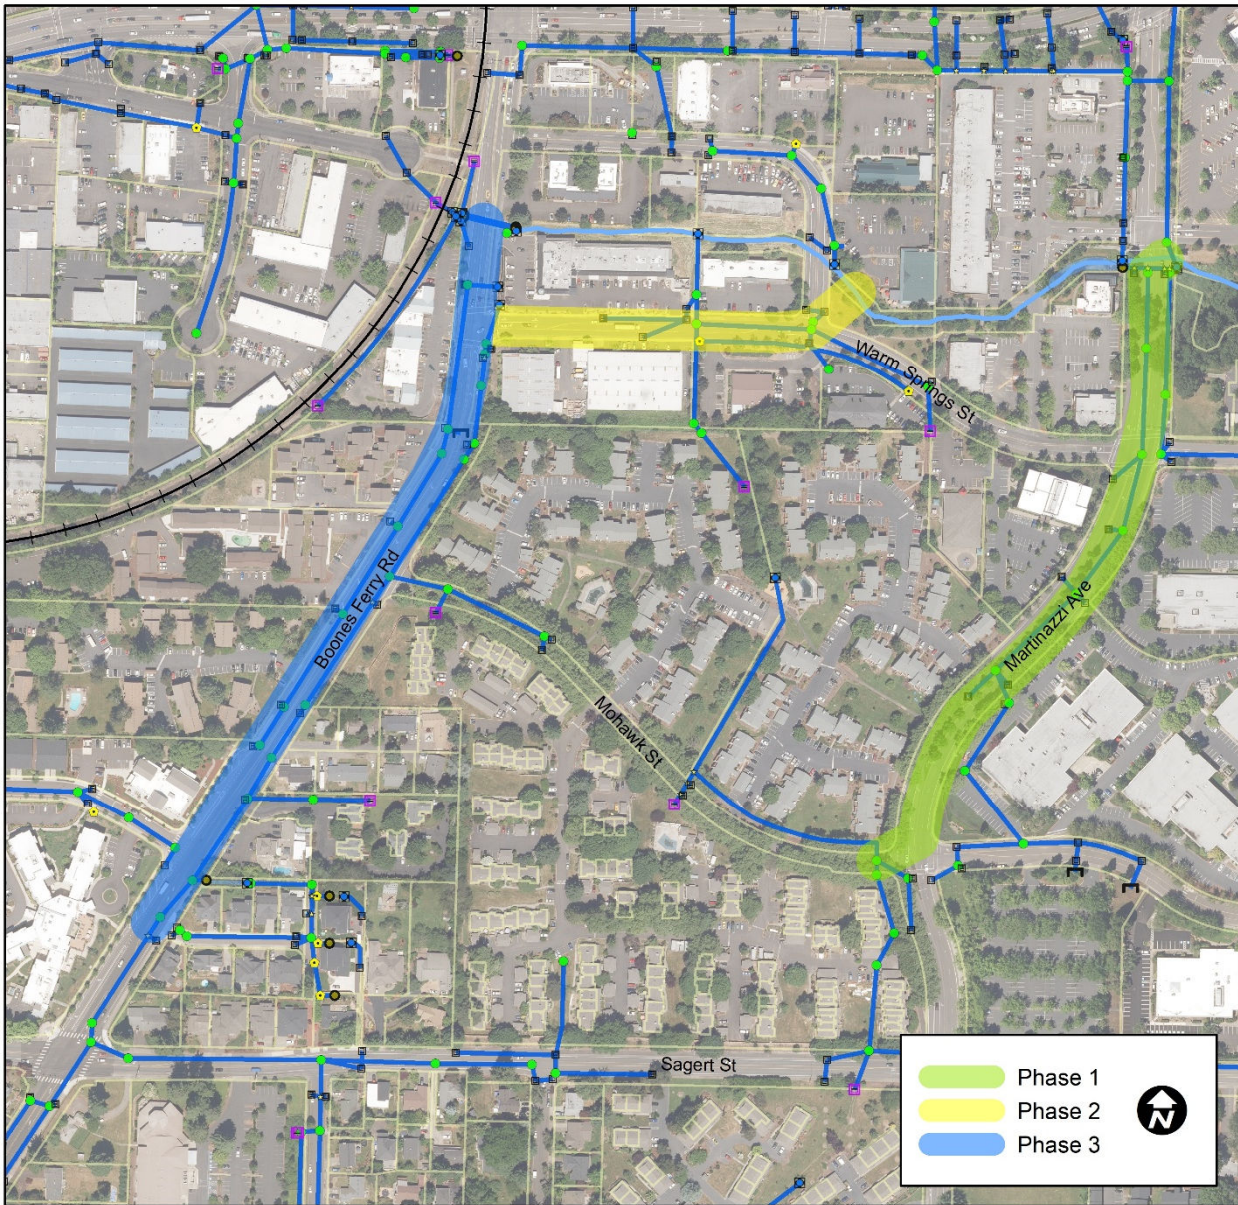 Warm Springs St
Boones Ferry Rd
Martinazzi Ave
Mohawk St
Sagert St
Phase 1
Phase 2
Phase 3
N